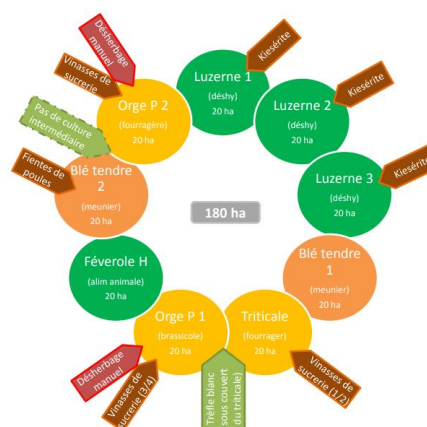 Désherbage
manuel
Vinasses de
sucrerie
Pas de culture
intermédiaire
Fientes de
poules
Kiesérite
Kiesérite
Kiesérite
Luzerne 1
(déshy)
20 ha
Luzerne 2
(déshy)
20 ha
Luzerne 3
(déshy)
20 ha
Blé tendre
1
(meunier)
20 ha
Triticale
(fourrager)
20 ha
Orge P 1
(brassicole)
20 ha
Féverole H
(alim animale)
20 ha
Blé tendre
2
(meunier)
20 ha
Orge P 2
(fourragère)
20 ha
180 ha
Désherbage
manuel
Vinasses de
sucrerie (3/4)
Trèfle blanc
sous couvert
du triticale)
Vinasses de
sucrerie (1/2)